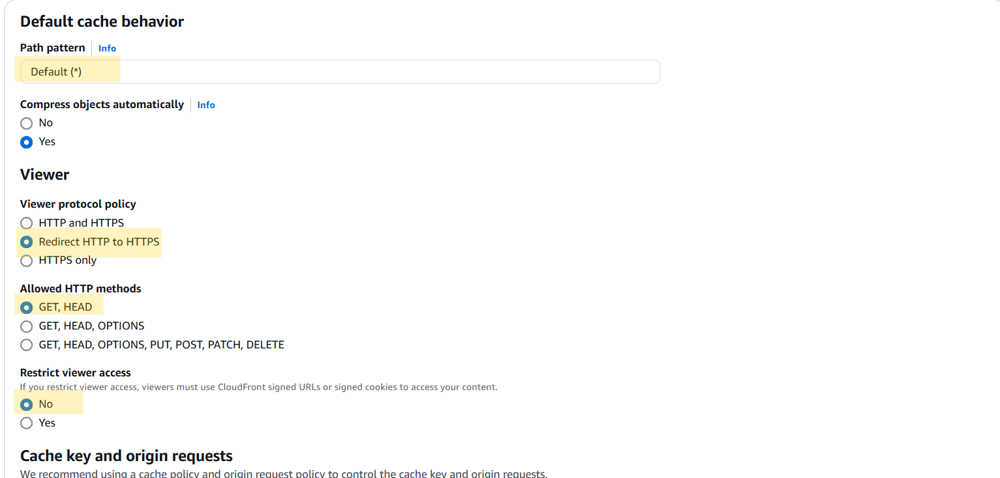 Default cache behavior
Path pattern Info
Default (*)
Compress objects automatically Info
No
Yes
Viewer
Viewer protocol policy
HTTP and HTTPS
Redirect HTTP to HTTPS
HTTPS only
Allowed HTTP methods
GET, HEAD
GET, HEAD, OPTIONS
GET, HEAD, OPTIONS, PUT, POST, PATCH, DELETE
Restrict viewer access
If you restrict viewer access, viewers must use CloudFront signed URLs or signed cookies to access your content.
No
Yes
Cache key and origin requests
We recommend using a cache policy and origin request policy to control the cache key and origin requests.